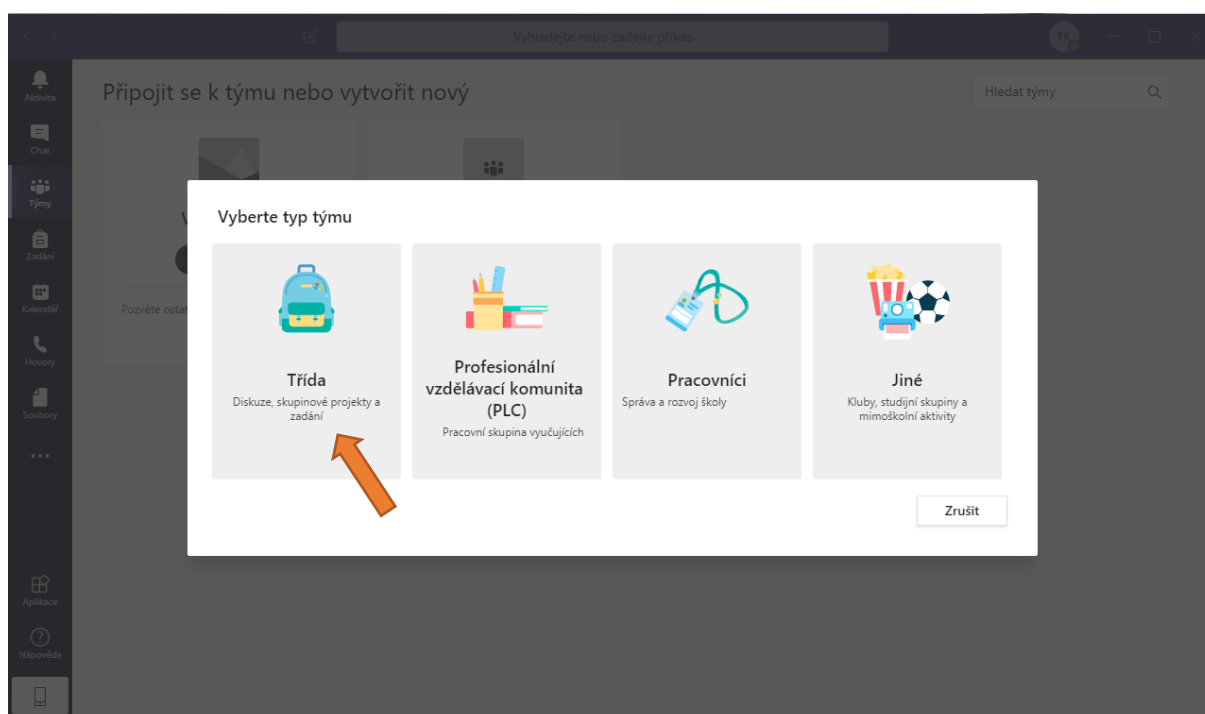 Vyhledejte nebo zadejte příkaz.
TK
Aktivita
Chat
Týmy
Zadání
Kalendář
Hovory
Soubory
Aplikace
Nápověda
Připojit se k týmu nebo vytvořit nový
Hledat týmy
Pozvěte ostat
Vyberte typ týmu
Třída
Diskuze, skupinové projekty a
zadání
Profesionální
vzdělávací komunita
(PLC)
Pracovní skupina vyučujících
Pracovníci
Správa a rozvoj školy
Jiné
Kluby, studijní skupiny a
mimoškolní aktivity
Zrušit